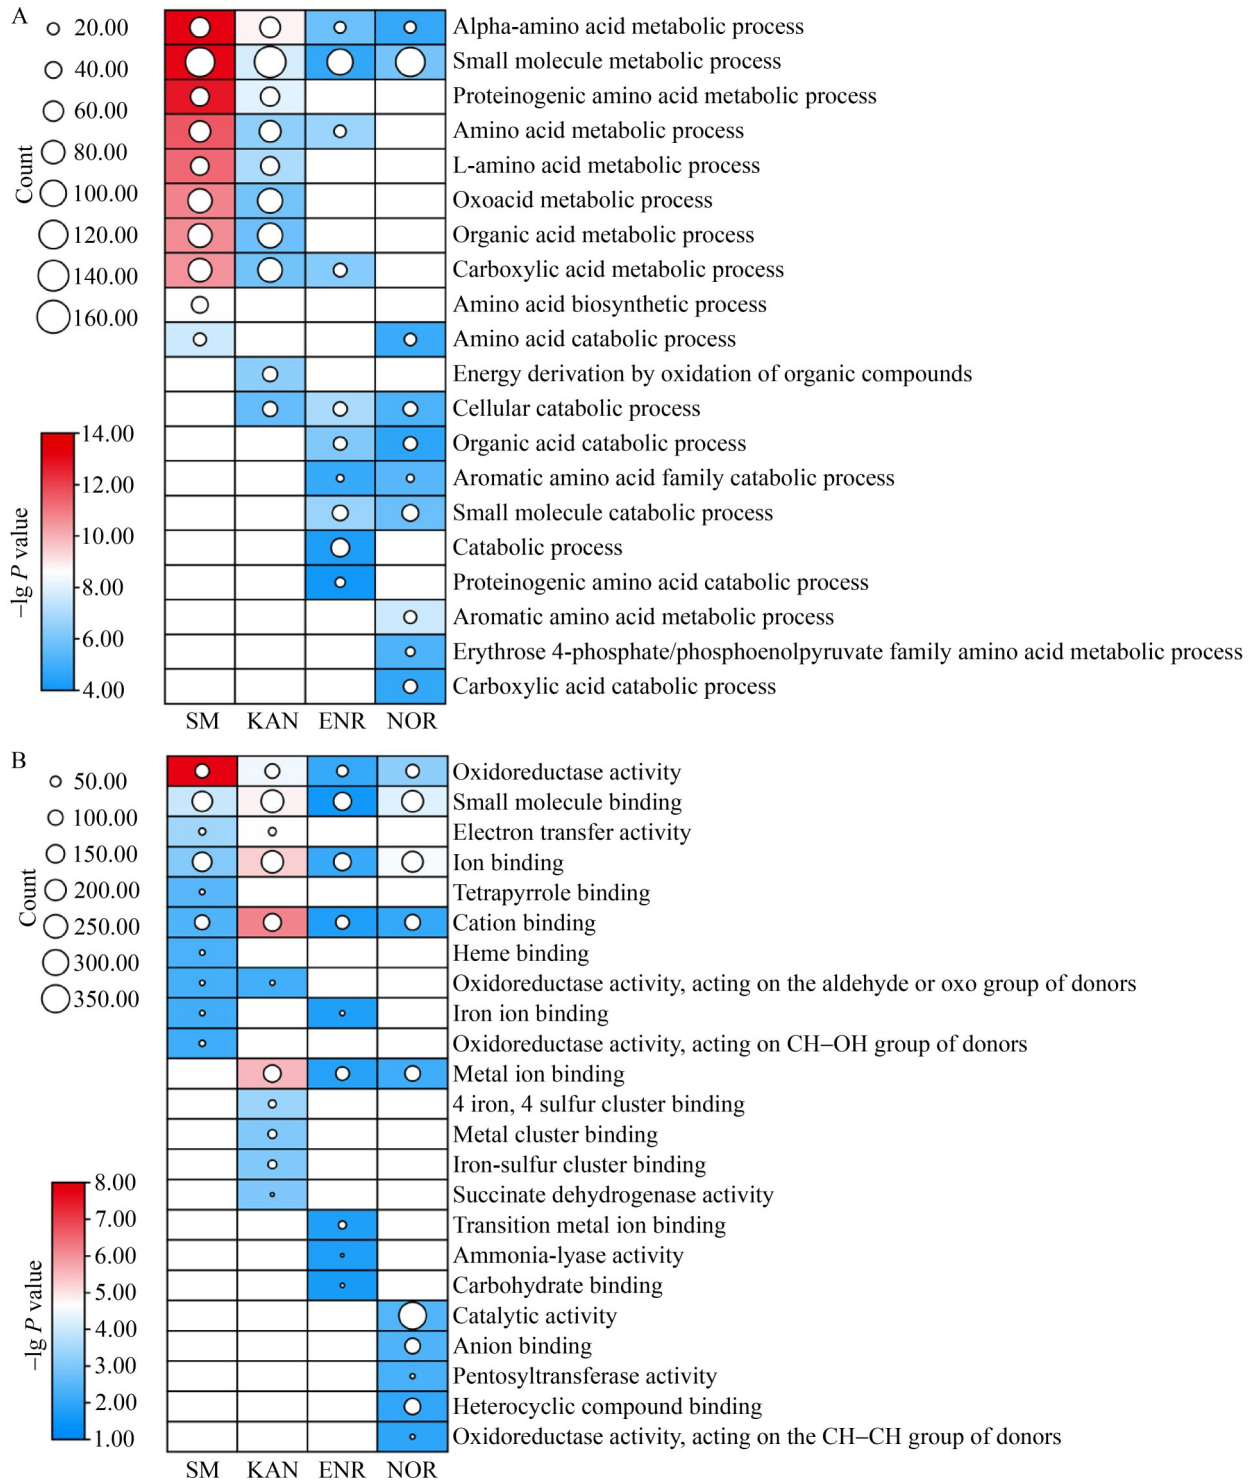 A
20.00
40.00
60.00
80.00
100.00
120.00
140.00
160.00
Count
14.00
12.00
10.00
8.00
6.00
4.00
−lg P value
Alpha-amino acid metabolic process
Small molecule metabolic process
Proteinogenic amino acid metabolic process
Amino acid metabolic process
L-amino acid metabolic process
Oxoacid metabolic process
Organic acid metabolic process
Carboxylic acid metabolic process
Amino acid biosynthetic process
Amino acid catabolic process
Energy derivation by oxidation of organic compounds
Cellular catabolic process
Organic acid catabolic process
Aromatic amino acid family catabolic process
Small molecule catabolic process
Catabolic process
Proteinogenic amino acid catabolic process
Aromatic amino acid metabolic process
Erythrose 4-phosphate/phosphoenolpyruvate family amino acid metabolic process
Carboxylic acid catabolic process
SM KAN ENR NOR
B
50.00
100.00
150.00
200.00
250.00
300.00
350.00
Count
8.00
7.00
6.00
5.00
4.00
3.00
2.00
1.00
−lg P value
Oxidoreductase activity
Small molecule binding
Electron transfer activity
Ion binding
Tetrapyrrole binding
Cation binding
Heme binding
Oxidoreductase activity, acting on the aldehyde or oxo group of donors
Iron ion binding
Oxidoreductase activity, acting on CH−OH group of donors
Metal ion binding
4 iron, 4 sulfur cluster binding
Metal cluster binding
Iron-sulfur cluster binding
Succinate dehydrogenase activity
Transition metal ion binding
Ammonia-lyase activity
Carbohydrate binding
Catalytic activity
Anion binding
Pentosyltransferase activity
Heterocyclic compound binding
Oxidoreductase activity, acting on the CH−CH group of donors
SM KAN ENR NOR